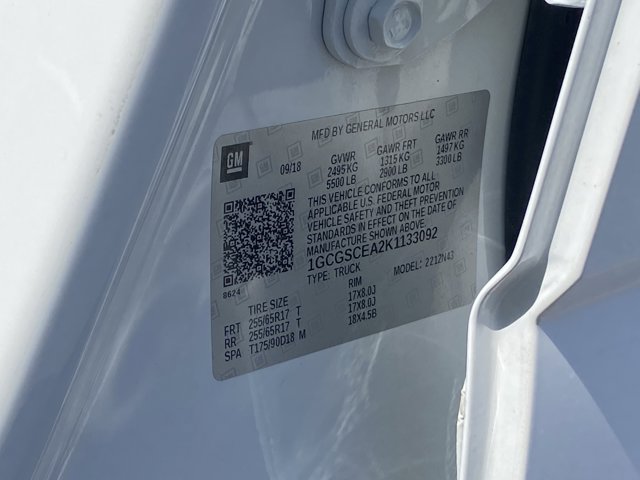 MFD BY GENERAL MOTORS LLC
GM
09/18
GVWR GAWR FRT GAWR RR
2495 KG 1315 KG 1497 KG
5500 LB 2900 LB 3300 LB
THIS VEHICLE CONFORMS TO ALL
APPLICABLE U.S. FEDERAL MOTOR
VEHICLE SAFETY AND THEFT PREVENTION
STANDARDS IN EFFECT ON THE DATE OF
MANUFACTURE SHOWN ABOVE.
1GCGSCEA2K1133092
TYPE: TRUCK MODEL: 2212N43
8624
TIRE SIZE RIM
FRT 255/65R17 T 17X8.0J
RR 255/65R17 T 17X8.0J
SPA T175/90D18 M 18X4.5B